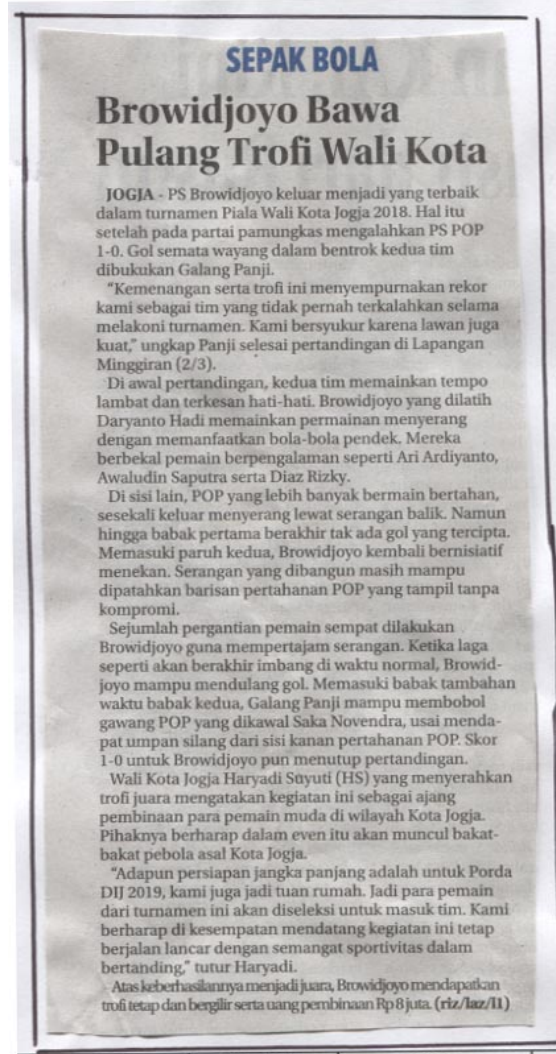 SEPAK BOLA
Browidjoyo Bawa
Pulang Trofi Wali Kota
JOGJA - PS Browidjoyo keluar menjadi yang terbaik
dalam turnamen Piala Wali Kota Jogja 2018. Hal itu
setelah pada partai pamungkas mengalahkan PS POP
1-0. Gol semata wayang dalam bentrok kedua tim
dibukukan Galang Panji.
"Kemenangan serta trofi ini menyempurnakan rekor
kami sebagai tim yang tidak pernah terkalahkan selama
melakoni turnamen. Kami bersyukur karena lawan juga
kuat," ungkap Panji selesai pertandingan di Lapangan
Minggiran (2/3).
Di awal pertandingan, kedua tim memainkan tempo
lambat dan terkesan hati-hati. Browidjoyo yang dilatih
Daryanto Hadi memainkan permainan menyerang
dengan memanfaatkan bola-bola pendek. Mereka
berbekal pemain berpengalaman seperti Ari Ardiyanto,
Awaludin Saputra serta Diaz Rizky.
Di sisi lain, POP yang lebih banyak bermain bertahan,
sesekali keluar menyerang lewat serangan balik. Namun
hingga babak pertama berakhir tak ada gol yang tercipta.
Memasuki paruh kedua, Browidjoyo kembali bernisiatif
menekan. Serangan yang dibangun masih mampu
dipatahkan barisan pertahanan POP yang tampil tanpa
kompromi.
Sejumlah pergantian pemain sempat dilakukan
Browidjoyo guna mempertajam serangan. Ketika laga
seperti akan berakhir imbang di waktu normal, Browid-
joyo mampu mendulang gol. Memasuki babak tambahan
waktu babak kedua, Galang Panji mampu membobol
gawang POP yang dikawal Saka Novendra, usai menda-
pat umpan silang dari sisi kanan pertahanan POP. Skor
1-0 untuk Browidjoyo pun menutup pertandingan.
Wali Kota Jogja Haryadi Suyuti (HS) yang menyerahkan
trofi juara mengatakan kegiatan ini sebagai ajang
pembinaan para pemain muda di wilayah Kota Jogja.
Pihaknya berharap dalam even itu akan muncul bakat-
bakat pebola asal Kota Jogja.
"Adapun persiapan jangka panjang adalah untuk Porda
DIJ 2019, kami juga jadi tuan rumah. Jadi para pemain
dari turnamen ini akan diseleksi untuk masuk tim. Kami
berharap di kesempatan mendatang kegiatan ini tetap
berjalan lancar dengan semangat sportivitas dalam
bertanding," tutur Haryadi.
Atas keberhasilannya menjadi juara, Browidjoyo mendapatkan
trofi tetap dan bergilir serta uang pembinaan Rp 8 juta. (riz/laz/l1)